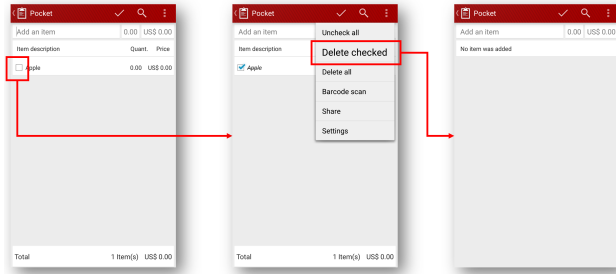 Pocket
Add an item 0.00 US$ 0.00
Item description Quant. Price
Apple 0.00 US$ 0.00
Total 1 Item(s) US$ 0.00
Pocket
Add an item
Item description
Apple
Uncheck all
Delete checked
Delete all
Barcode scan
Share
Settings
Total 1 Item(s) US$ 0.00
Pocket
Add an item 0.00 US$ 0.00
No item was added